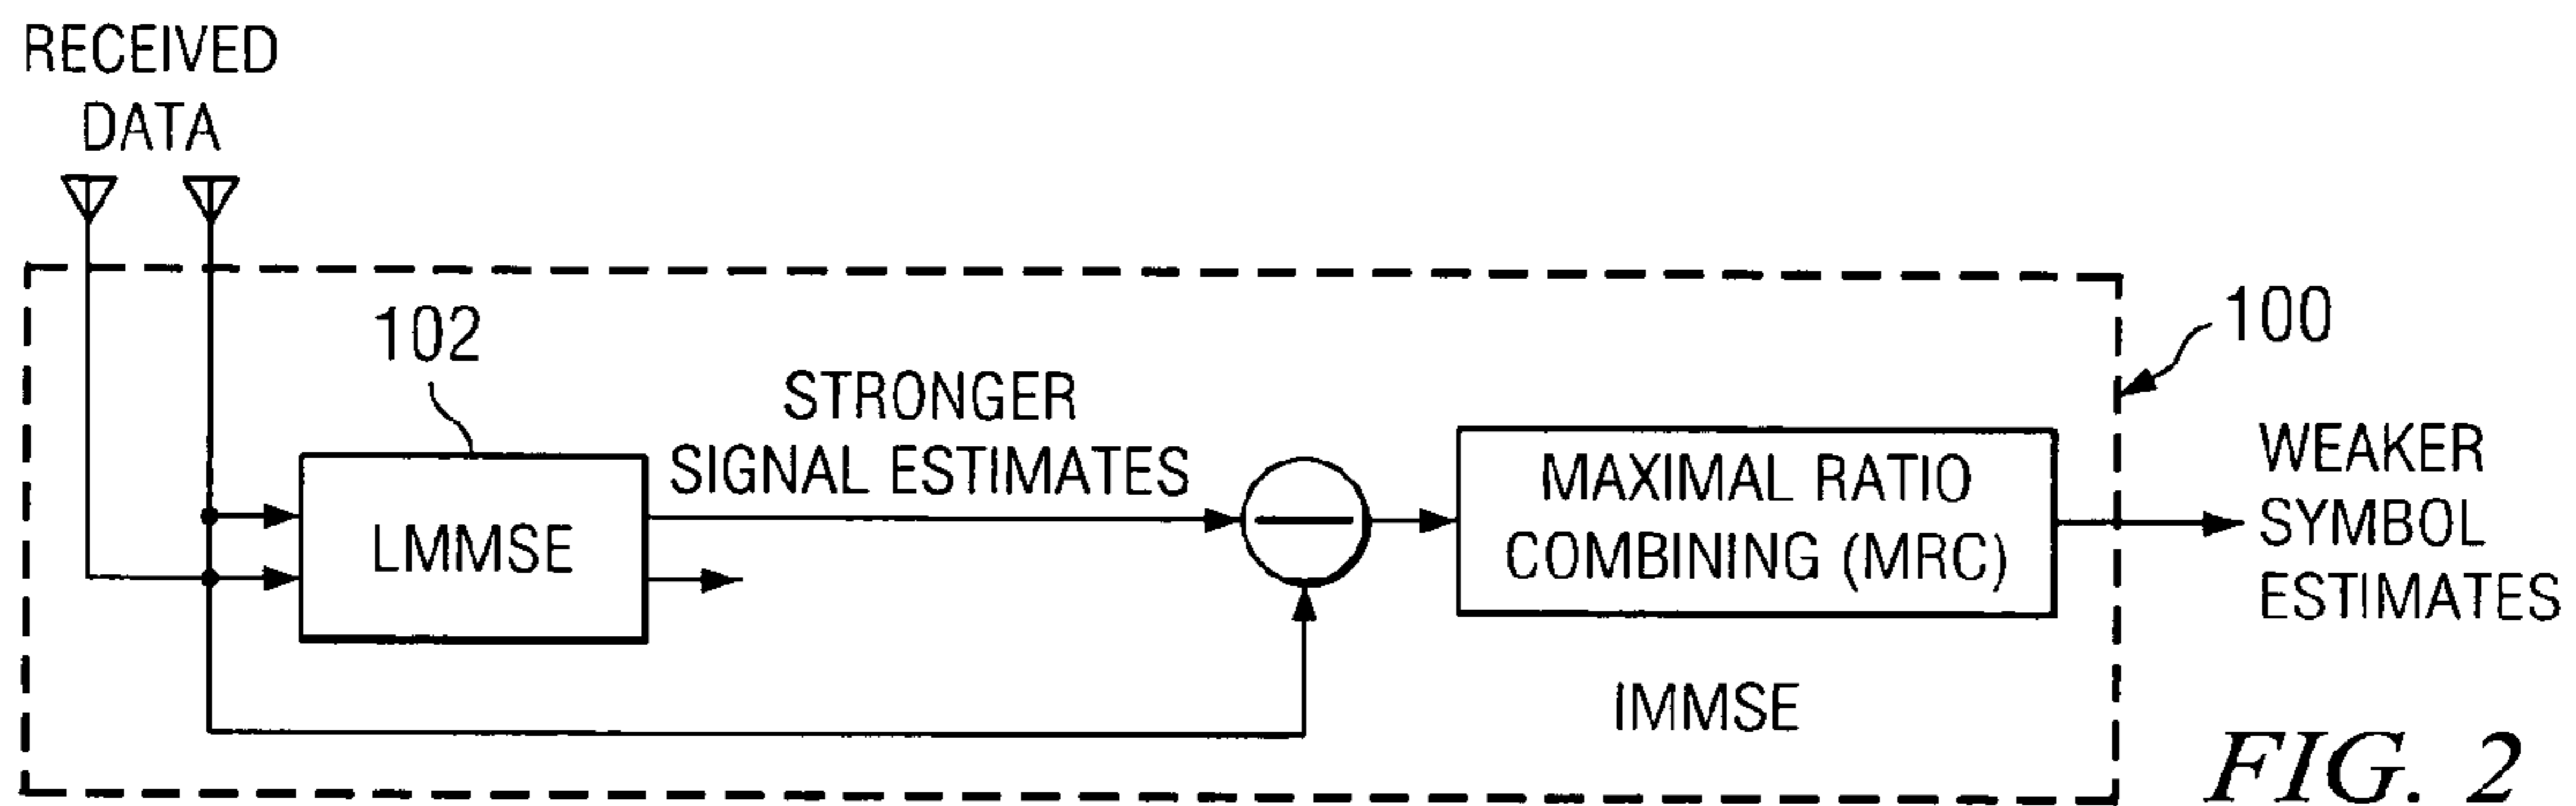 RECEIVED
DATA
102
100
STRONGER
SIGNAL ESTIMATES
LMMSE
MAXIMAL RATIO
COMBINING (MRC)
WEAKER
SYMBOL
ESTIMATES
IMMSE
FIG. 2